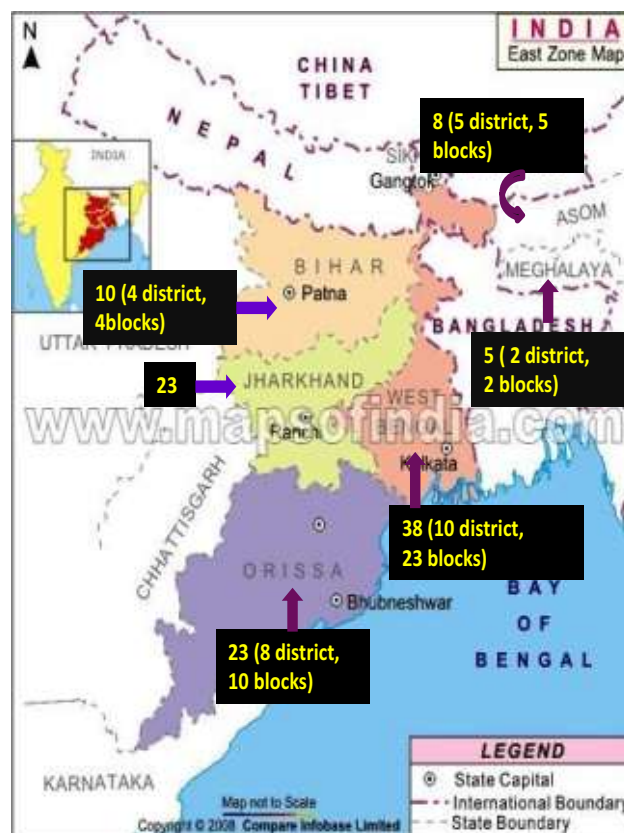 N
INDIA
East Zone Map
CHINA
TIBET
NEPAL
8 (5 district, 5
blocks)
INDIA
Gangtok
ASOM
MEGHALAYA
BIHAR
Patna
10 (4 district,
4blocks)
BANGLADESH
UTTAR PRADESH
5 ( 2 district,
2 blocks)
23
JHARKHAND
WEST
BENGAL
www.mapsofindia.com
Ranchi
Kolkata
CHHATTISGARH
38 (10 district,
23 blocks)
ORISSA
Bhubneshwar
BAY
OF
BENGAL
23 (8 district,
10 blocks)
LEGEND
State Capital
International Boundary
State Boundary
KARNATAKA
Map not to Scale
Copyright © 2008 Compare Infobase Limited